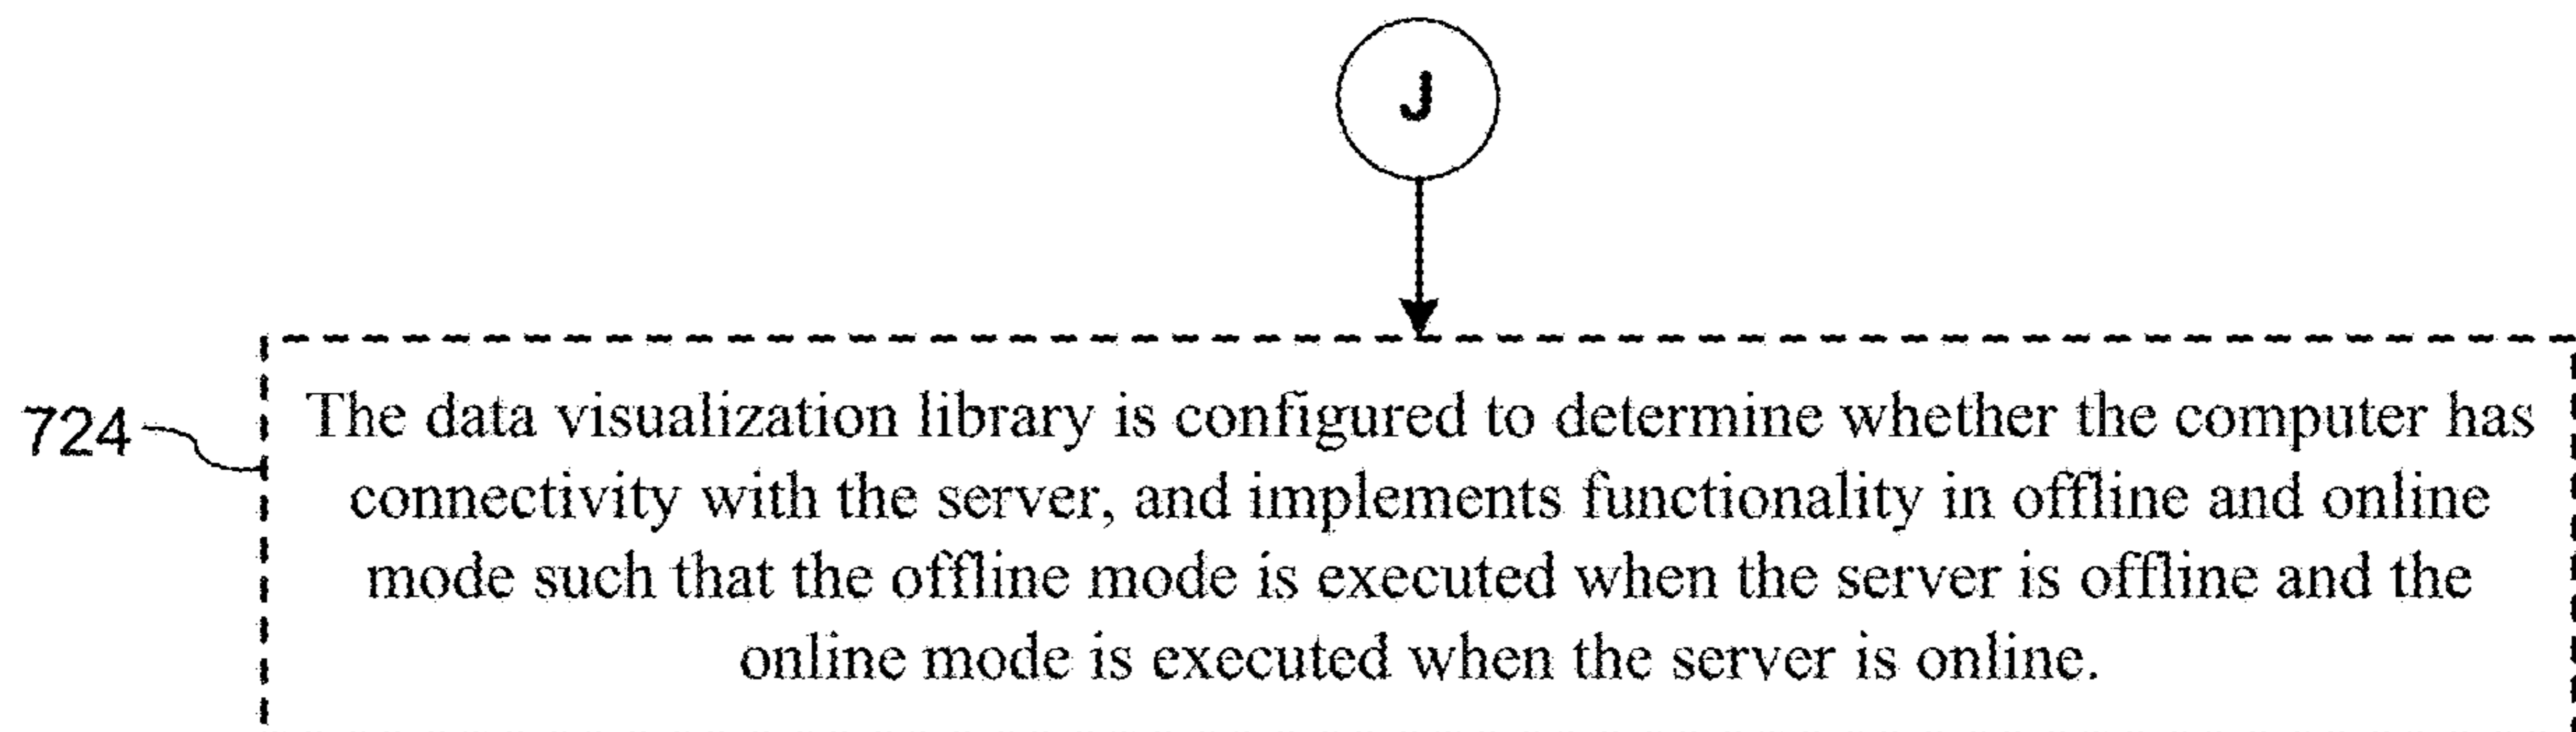 J
724
The data visualization library is configured to determine whether the computer has
connectivity with the server, and implements functionality in offline and online
mode such that the offline mode is executed when the server is offline and the
online mode is executed when the server is online.